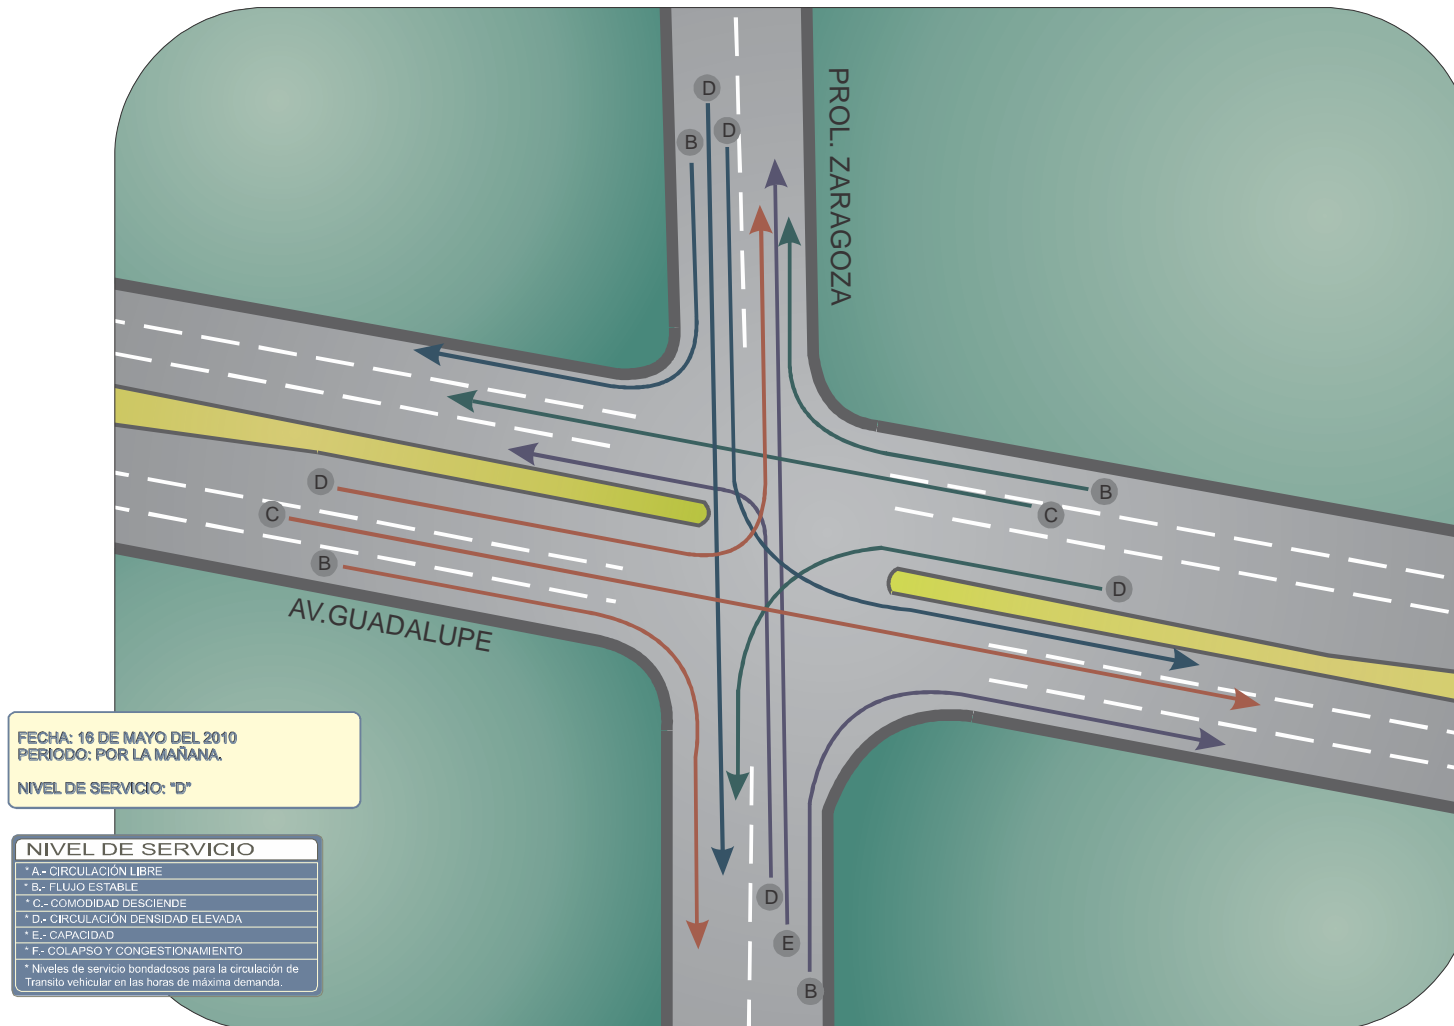 D
D
B
PROL. ZARAGOZA
D
B
C
C
B
D
AV.GUADALUPE
FECHA: 16 DE MAYO DEL 2010
PERIODO: POR LA MAÑANA.
NIVEL DE SERVICIO: "D"
NIVEL DE SERVICIO
* A.- CIRCULACIÓN LIBRE
* B.- FLUJO ESTABLE
* C.- COMODIDAD DESCIENDE
* D.- CIRCULACIÓN DENSIDAD ELEVADA
* E.- CAPACIDAD
* F.- COLAPSO Y CONGESTIONAMIENTO
* Niveles de servicio bondadosos para la circulación de
Transito vehicular en las horas de máxima demanda.
D
E
B